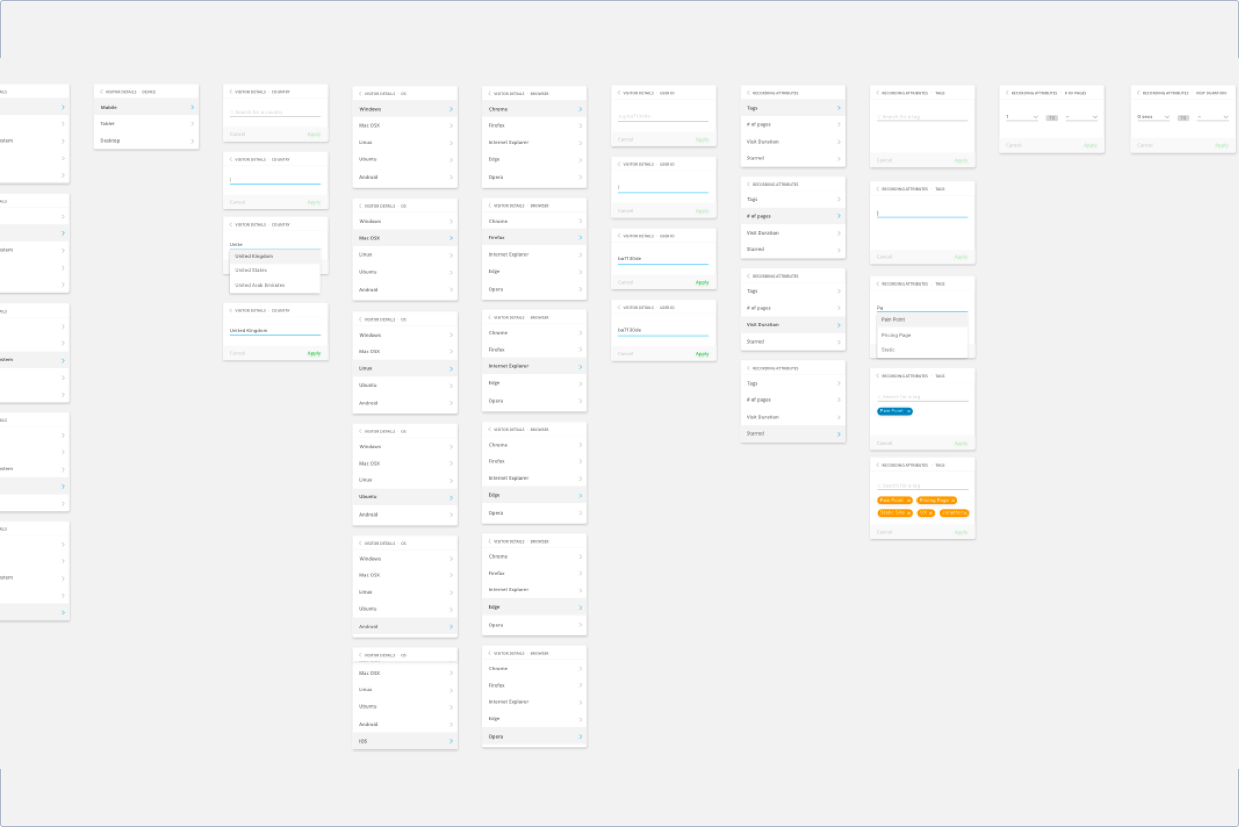 stem
stem
stem
stem
stem
VISITOR DETAILS · DEVICE
Mobile
Tablet
Desktop
VISITOR DETAILS · COUNTRY
Search for a country
Cancel Apply
VISITOR DETAILS · COUNTRY
Cancel Apply
VISITOR DETAILS · COUNTRY
Unite
United Kingdom
United States
United Arab Emirates
VISITOR DETAILS · COUNTRY
United Kingdom
Cancel Apply
VISITOR DETAILS · OS
Windows
Mac OSX
Linux
Ubuntu
Android
VISITOR DETAILS · OS
Windows
Mac OSX
Linux
Ubuntu
Android
VISITOR DETAILS · OS
Windows
Mac OSX
Linux
Ubuntu
Android
VISITOR DETAILS · OS
Windows
Mac OSX
Linux
Ubuntu
Android
VISITOR DETAILS · OS
Windows
Mac OSX
Linux
Ubuntu
Android
VISITOR DETAILS · OS
Mac OSX
Linux
Ubuntu
Android
iOS
VISITOR DETAILS · BROWSER
Chrome
Firefox
Internet Explorer
Edge
Opera
VISITOR DETAILS · BROWSER
Chrome
Firefox
Internet Explorer
Edge
Opera
VISITOR DETAILS · BROWSER
Chrome
Firefox
Internet Explorer
Edge
Opera
VISITOR DETAILS · BROWSER
Chrome
Firefox
Internet Explorer
Edge
Opera
VISITOR DETAILS · BROWSER
Chrome
Firefox
Internet Explorer
Edge
Opera
VISITOR DETAILS · BROWSER
Chrome
Firefox
Internet Explorer
Edge
Opera
VISITOR DETAILS · USER ID
Cancel Apply
VISITOR DETAILS · USER ID
Cancel Apply
VISITOR DETAILS · USER ID
Cancel Apply
VISITOR DETAILS · USER ID
Cancel Apply
RECORDING ATTRIBUTES
Tags
# of pages
Visit Duration
Starred
RECORDING ATTRIBUTES
Tags
# of pages
Visit Duration
Starred
RECORDING ATTRIBUTES
Tags
# of pages
Visit Duration
Starred
RECORDING ATTRIBUTES
Tags
# of pages
Visit Duration
Starred
RECORDING ATTRIBUTES · TAGS
Search for a tag
Cancel Apply
RECORDING ATTRIBUTES · TAGS
Cancel Apply
RECORDING ATTRIBUTES · TAGS
Pa
Pain Point
Pricing Page
Static
RECORDING ATTRIBUTES · TAGS
Search for a tag
Pain Point
Cancel Apply
RECORDING ATTRIBUTES · TAGS
Search for a tag
Pain Point Pricing Page
Cancel Apply
RECORDING ATTRIBUTES · # OF PAGES
1 TO –
Cancel Apply
RECORDING ATTRIBUTES · VISIT DURATION
TO –
Cancel Apply